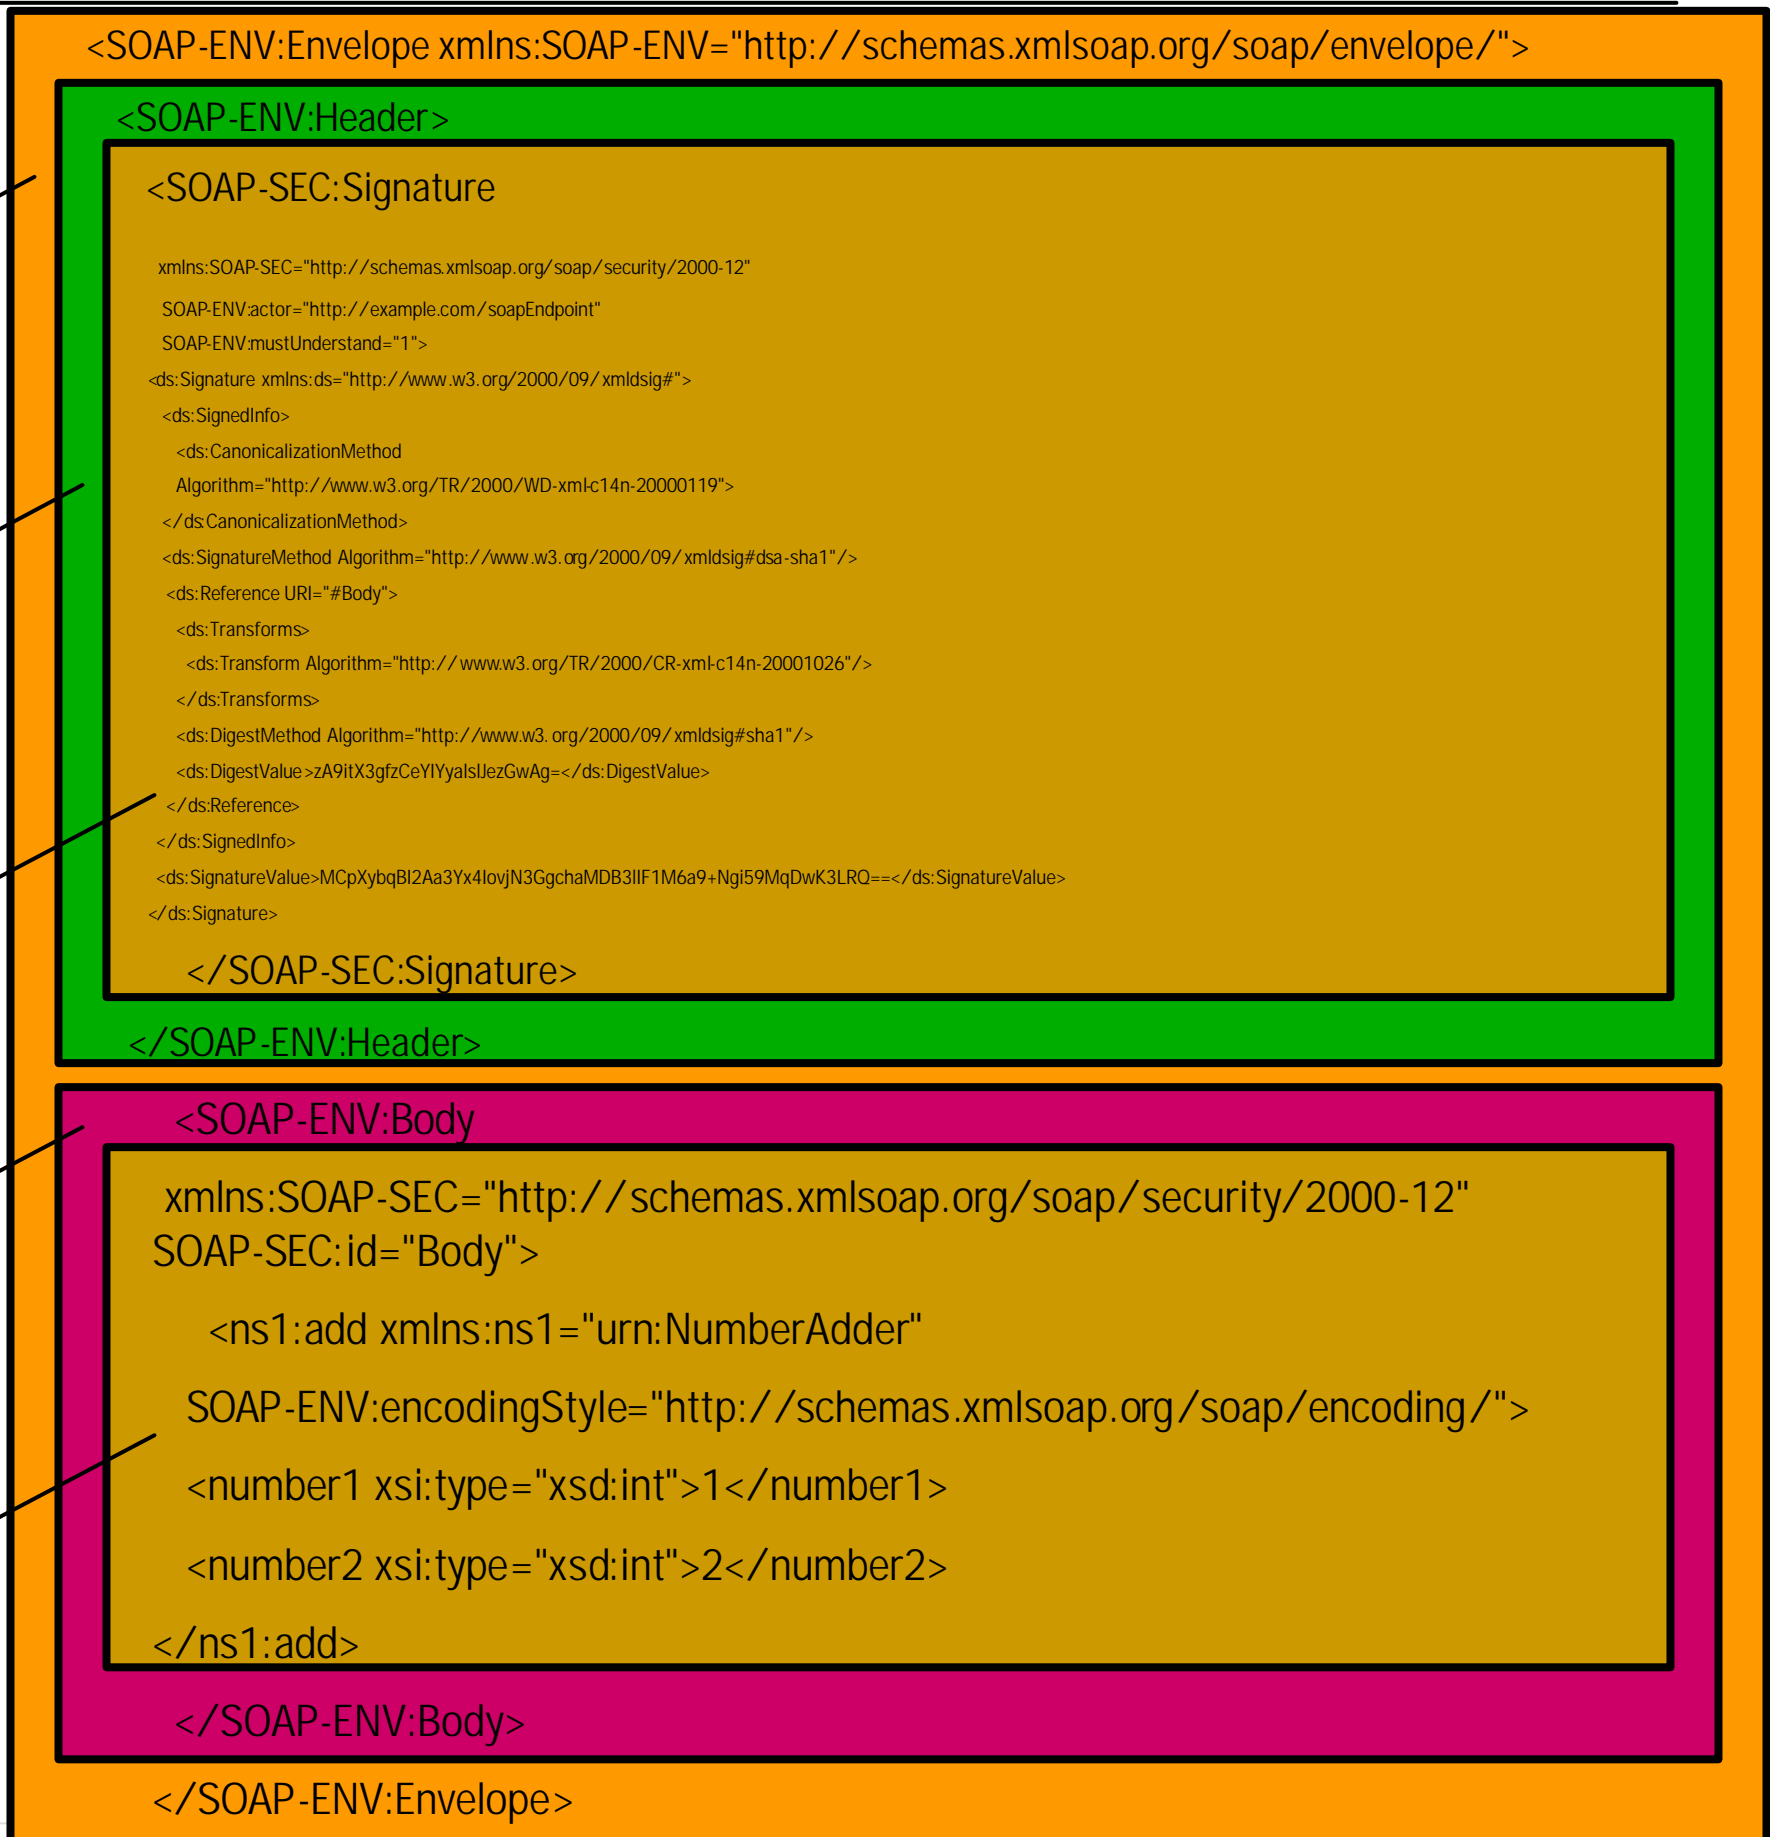 <SOAP-ENV:Envelope xmlns:SOAP-ENV="http://schemas.xmlsoap.org/soap/envelope/">
<SOAP-ENV:Header>
<SOAP-SEC:Signature
xmlns:SOAP-SEC="http://schemas.xmlsoap.org/soap/security/2000-12"
SOAP-ENV:actor="http://example.com/soapEndpoint"
SOAP-ENV:mustUnderstand="1">
<ds:Signature xmlns:ds="http://www.w3.org/2000/09/xmldsig#">
<ds:SignedInfo>
<ds:CanonicalizationMethod
Algorithm="http://www.w3.org/TR/2000/WD-xml-c14n-20000119">
</ds:CanonicalizationMethod>
<ds:SignatureMethod Algorithm="http://www.w3.org/2000/09/xmldsig#dsa-sha1"/>
<ds:Reference URI="#Body">
<ds:Transforms>
<ds:Transform Algorithm="http://www.w3.org/TR/2000/CR-xml-c14n-20001026"/>
</ds:Transforms>
<ds:DigestMethod Algorithm="http://www.w3.org/2000/09/xmldsig#sha1"/>
<ds:DigestValue>zA9itX3gfzCeYIYyaIsIJezGwAg=</ds:DigestValue>
</ds:Reference>
</ds:SignedInfo>
<ds:SignatureValue>MCpXybqBI2Aa3Yx4IovjN3GgchaMDB3IIF1M6a9+Ngi59MqDwK3LRQ==</ds:SignatureValue>
</ds:Signature>
</SOAP-SEC:Signature>
</SOAP-ENV:Header>
<SOAP-ENV:Body
xmlns:SOAP-SEC="http://schemas.xmlsoap.org/soap/security/2000-12"
SOAP-SEC:id="Body">
<ns1:add xmlns:ns1="urn:NumberAdder"
SOAP-ENV:encodingStyle="http://schemas.xmlsoap.org/soap/encoding/">
<number1 xsi:type="xsd:int">1</number1>
<number2 xsi:type="xsd:int">2</number2>
</ns1:add>
</SOAP-ENV:Body>
</SOAP-ENV:Envelope>